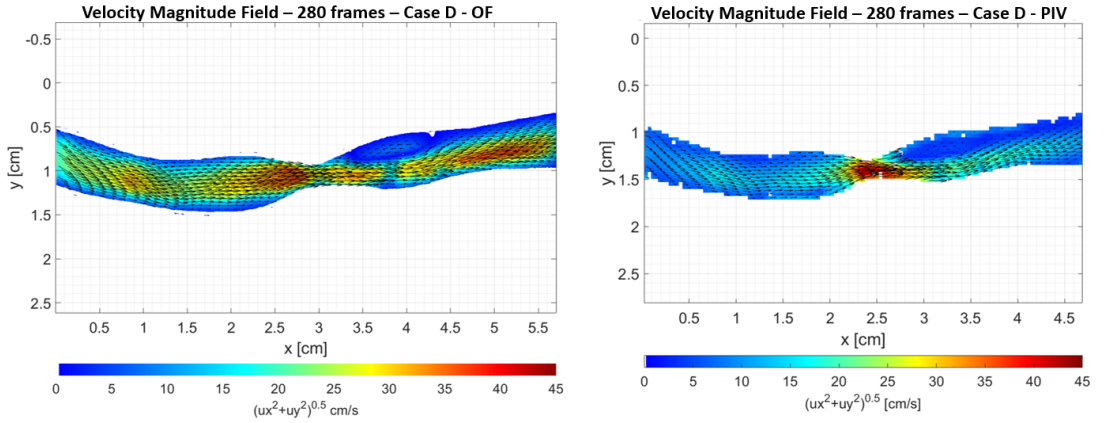 Velocity Magnitude Field – 280 frames – Case D - OF
-0.5
0
0.5
1
1.5
2
2.5
y [cm]
0.5 1 1.5 2 2.5 3 3.5 4 4.5 5 5.5
x [cm]
0 5 10 15 20 25 30 35 40 45
(ux²+uy²)⁰·⁵ cm/s
Velocity Magnitude Field – 280 frames – Case D - PIV
0
0.5
1
1.5
2
2.5
y [cm]
0.5 1 1.5 2 2.5 3 3.5 4 4.5
x [cm]
0 5 10 15 20 25 30 35 40 45
(ux²+uy²)⁰·⁵ [cm/s]